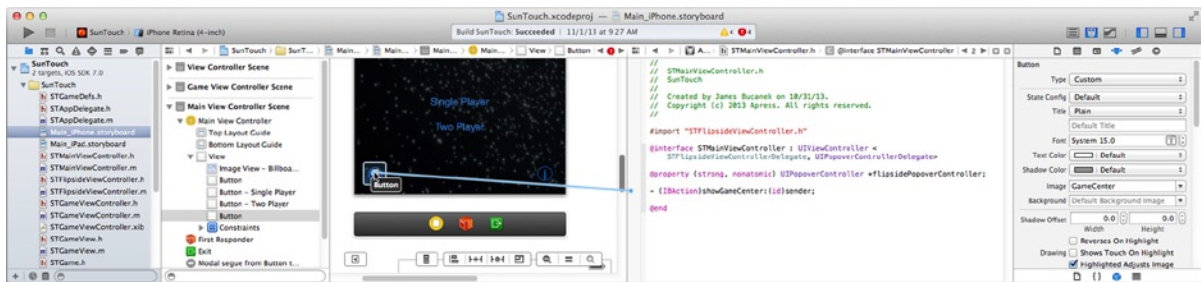 SunTouch.xcodeproj — Main_iPhone.storyboard
SunTouch
iPhone Retina (4-inch)
Build SunTouch: Succeeded | 11/1/13 at 9:27 AM
SunTouch
SunT...
Main...
Main...
Main...
Main...
View
Button
A...
STMainViewController.h
@interface STMainViewController
2
SunTouch
2 targets, iOS SDK 7.0
SunTouch
STGameDefs.h
STAppDelegate.h
STAppDelegate.m
Main_iPhone.storyboard
Main_iPad.storyboard
STMainViewController.h
STMainViewController.m
STFlipsideViewController.h
STFlipsideViewController.m
STGameViewController.h
STGameViewController.m
STGameViewController.xib
STGameView.h
STGameView.m
STGame.h
View Controller Scene
Game View Controller Scene
Main View Controller Scene
Main View Controller
Top Layout Guide
Bottom Layout Guide
View
Image View – Billboa...
Button
Button – Single Player
Button – Two Player
Button
Constraints
First Responder
Exit
Modal segue from Button t...
Single Player
Two Player
Button
//
// STMainViewController.h
// SunTouch
//
// Created by James Bucanek on 10/31/13.
// Copyright (c) 2013 Apress. All rights reserved.
//
#import "STFlipsideViewController.h"
@interface STMainViewController : UIViewController <
STFlipsideViewControllerDelegate, UIPopoverControllerDelegate>
@property (strong, nonatomic) UIPopoverController *flipsidePopoverController;
- (IBAction)showGameCenter:(id)sender;
@end
Button
Type Custom
State Config Default
Title Plain
Default Title
Font System 15.0
Text Color Default
Shadow Color Default
Image GameCenter
Background Default Background Image
Shadow Offset 0.0 0.0
Width Height
Reverses On Highlight
Drawing Shows Touch On Highlight
Highlighted Adjusts Image